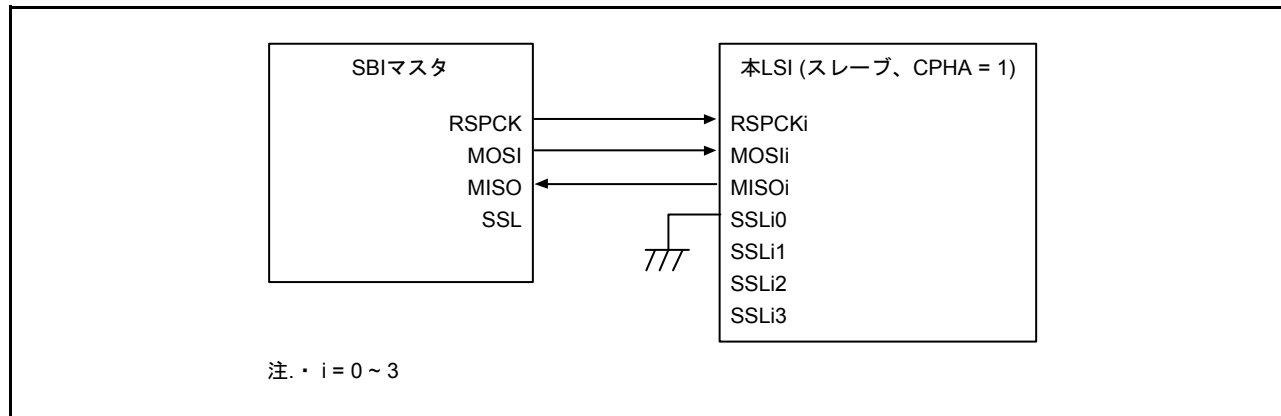 SBIマスタ
RSPCK
MOSI
MISO
SSL
本LSI (スレーブ、CPHA = 1)
RSPCKi
MOSIi
MISOi
SSLi0
SSLi1
SSLi2
SSLi3
注.・ i = 0 ~ 3